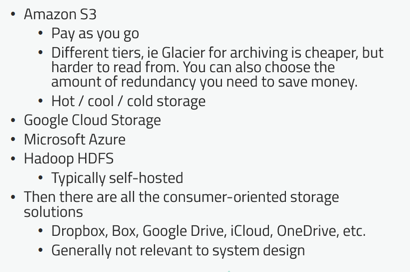 • Amazon S3
• Pay as you go
• Different tiers, ie Glacier for archiving is cheaper, but
harder to read from. You can also choose the
amount of redundancy you need to save money.
• Hot / cool / cold storage
• Google Cloud Storage
• Microsoft Azure
• Hadoop HDFS
• Typically self-hosted
• Then there are all the consumer-oriented storage
solutions
• Dropbox, Box, Google Drive, iCloud, OneDrive, etc.
• Generally not relevant to system design